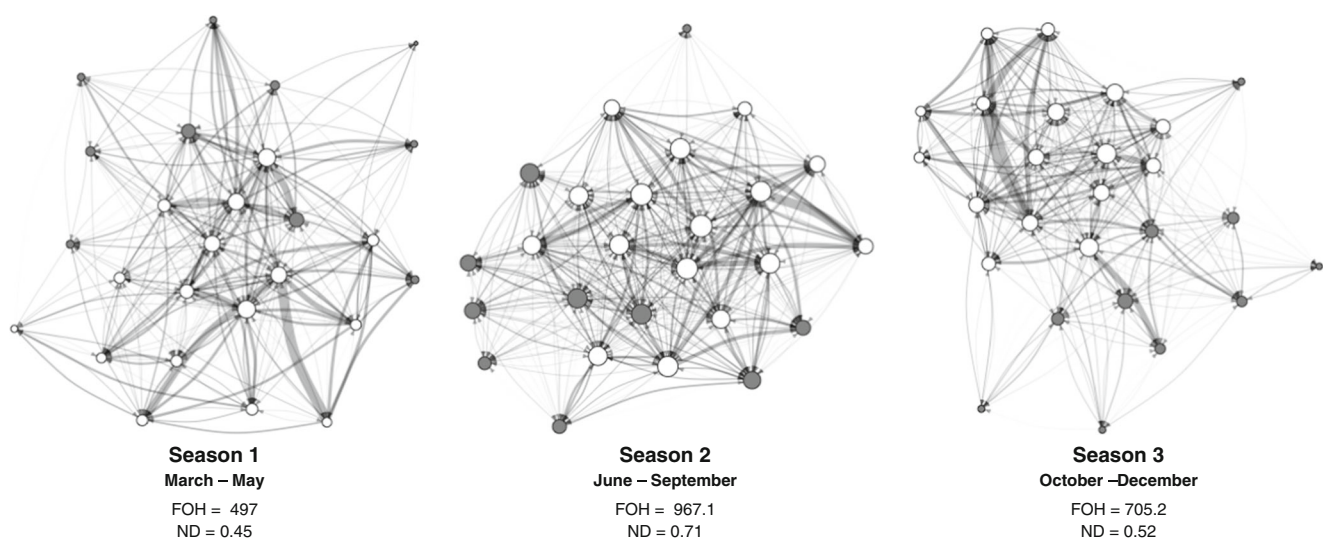 Season 1
March – May
FOH = 497
ND = 0.45
Season 2
June – September
FOH = 967.1
ND = 0.71
Season 3
October –December
FOH = 705.2
ND = 0.52